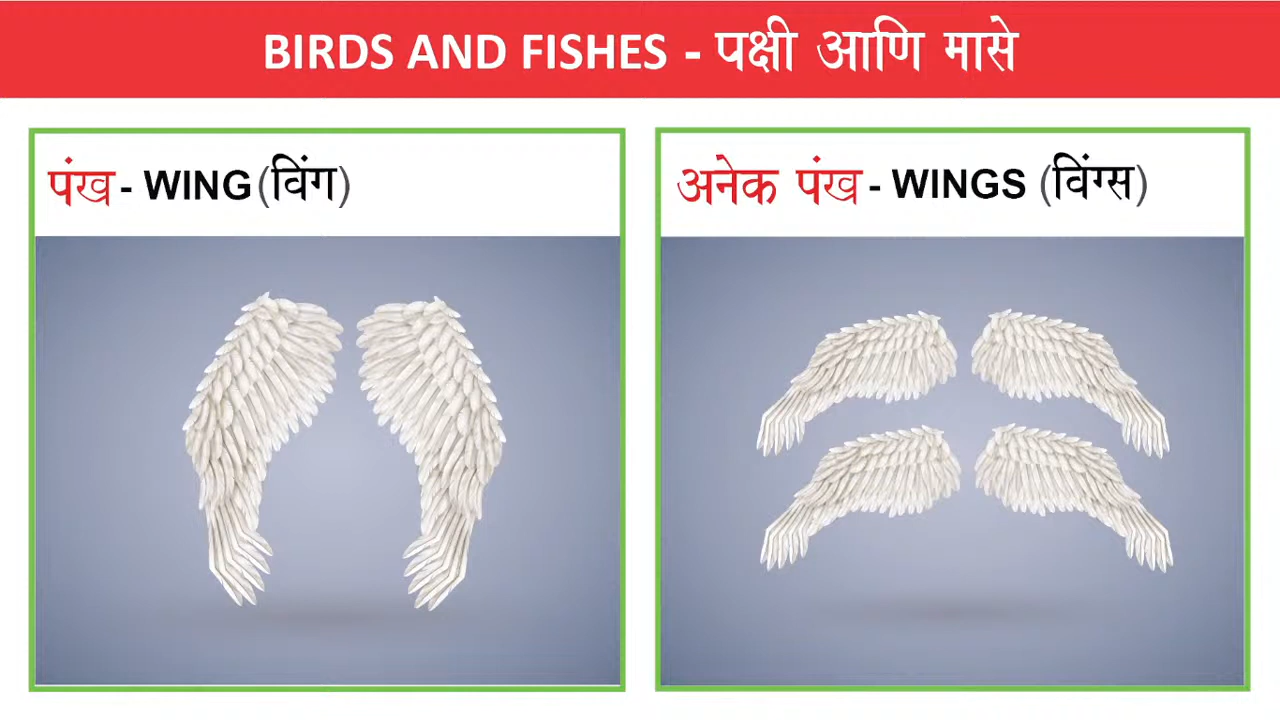 BIRDS AND FISHES - पक्षी आणि मासे
पंख - WING (विंग)
अनेक पंख - WINGS (विंग्स)